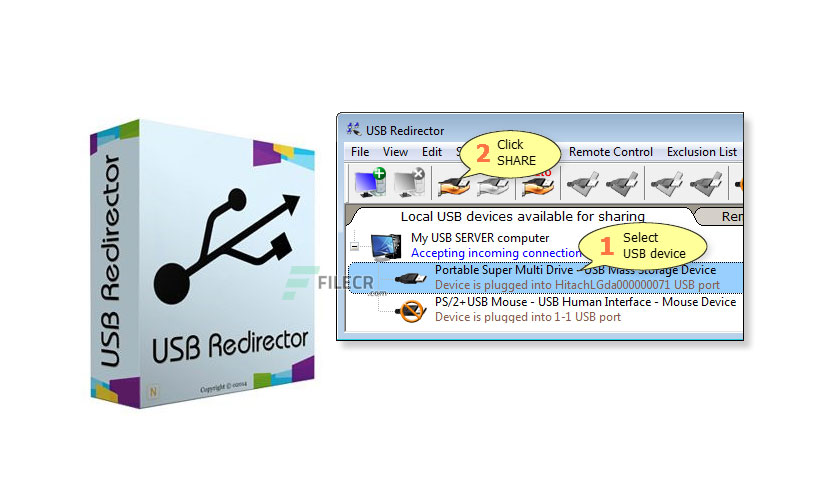 USB Redirector
USB Redirector
Copyright © ©2014
N
USB Redirector
File View Edit S Remote Control Exclusion List
2 Click
SHARE
Local USB devices available for sharing
Rem
My USB SERVER computer
Accepting incoming connection
1 Select
USB device
Portable Super Multi Drive - USB Mass Storage Device
Device is plugged into HitachLGda000000071 USB port
PS/2+USB Mouse - USB Human Interface - Mouse Device
Device is plugged into 1-1 USB port
FILECR
.com